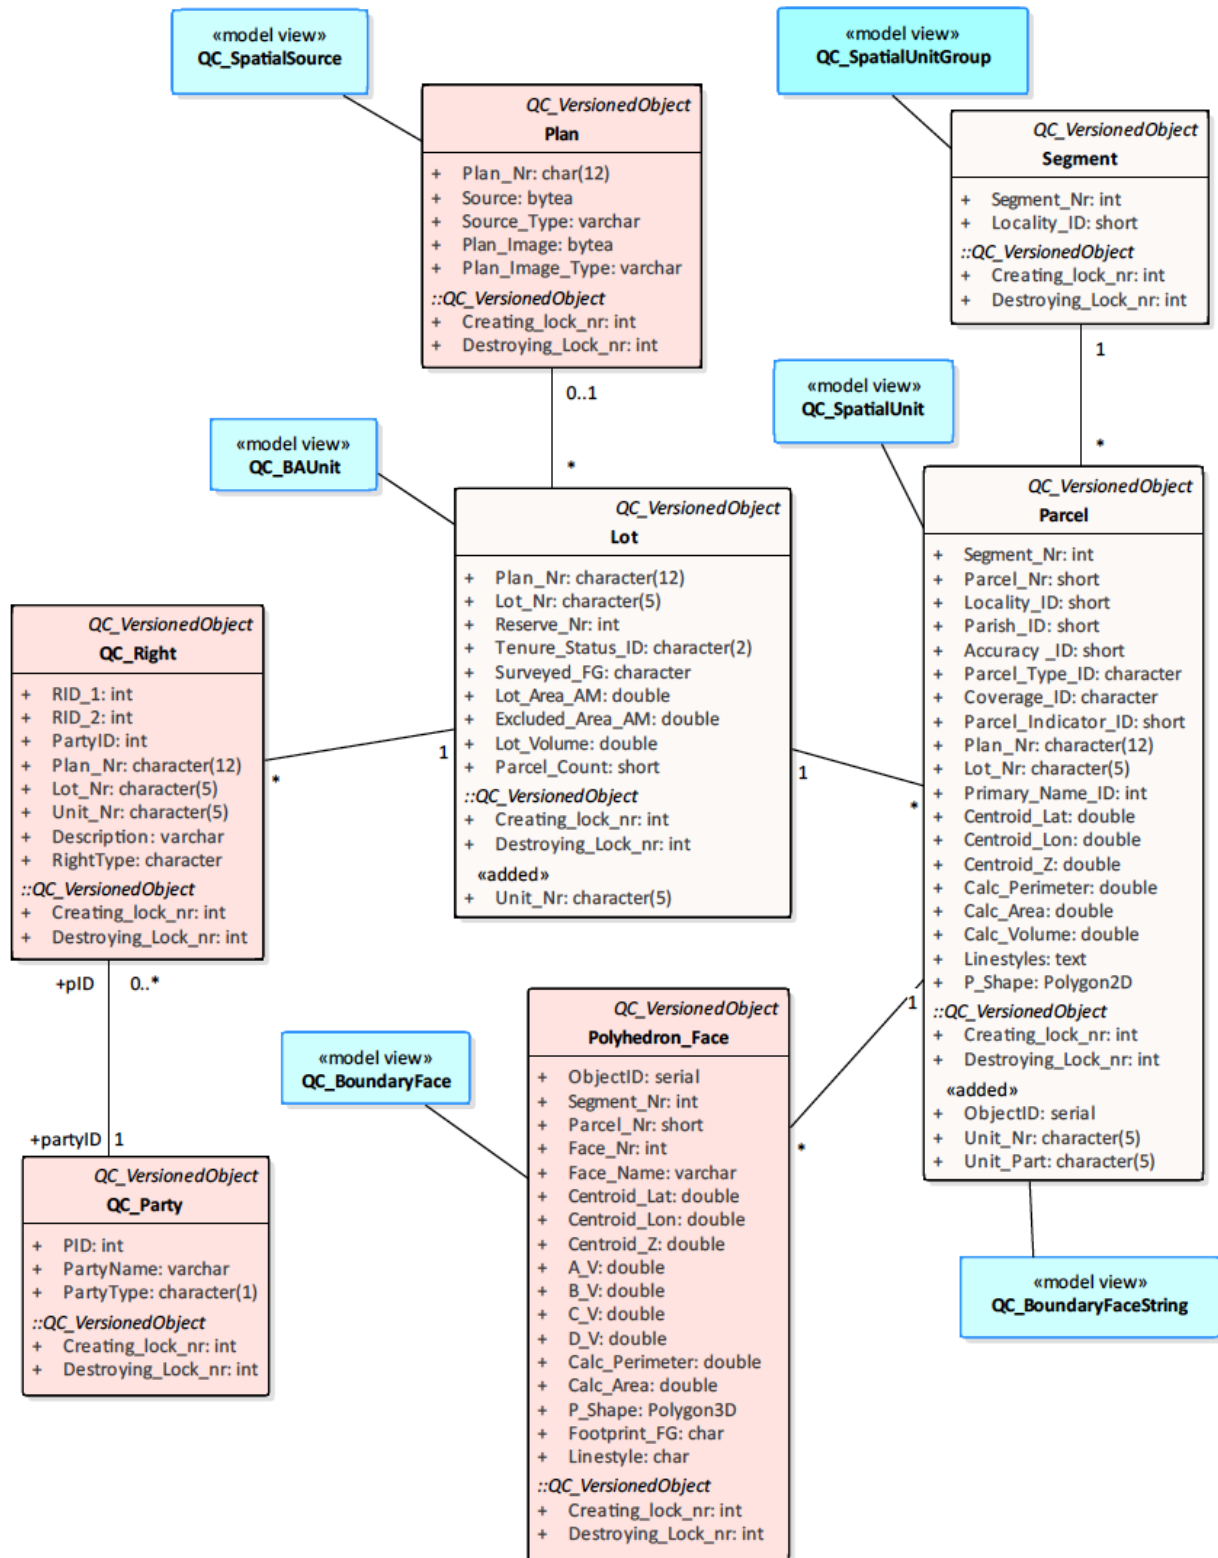 «model view»
QC_SpatialSource
«model view»
QC_SpatialUnitGroup
QC_VersionedObject
Plan
+ Plan_Nr: char(12)
+ Source: bytea
+ Source_Type: varchar
+ Plan_Image: bytea
+ Plan_Image_Type: varchar
::QC_VersionedObject
+ Creating_lock_nr: int
+ Destroying_Lock_nr: int
QC_VersionedObject
Segment
+ Segment_Nr: int
+ Locality_ID: short
::QC_VersionedObject
+ Creating_lock_nr: int
+ Destroying_Lock_nr: int
0..1
*
1
*
«model view»
QC_SpatialUnit
«model view»
QC_BAUnit
QC_VersionedObject
Lot
+ Plan_Nr: character(12)
+ Lot_Nr: character(5)
+ Reserve_Nr: int
+ Tenure_Status_ID: character(2)
+ Surveyed_FG: character
+ Lot_Area_AM: double
+ Excluded_Area_AM: double
+ Lot_Volume: double
+ Parcel_Count: short
::QC_VersionedObject
+ Creating_lock_nr: int
+ Destroying_Lock_nr: int
«added»
+ Unit_Nr: character(5)
QC_VersionedObject
Parcel
+ Segment_Nr: int
+ Parcel_Nr: short
+ Locality_ID: short
+ Parish_ID: short
+ Accuracy _ID: short
+ Parcel_Type_ID: character
+ Coverage_ID: character
+ Parcel_Indicator_ID: short
+ Plan_Nr: character(12)
+ Lot_Nr: character(5)
+ Primary_Name_ID: int
+ Centroid_Lat: double
+ Centroid_Lon: double
+ Centroid_Z: double
+ Calc_Perimeter: double
+ Calc_Area: double
+ Calc_Volume: double
+ Linestyles: text
+ P_Shape: Polygon2D
::QC_VersionedObject
+ Creating_lock_nr: int
+ Destroying_Lock_nr: int
«added»
+ ObjectID: serial
+ Unit_Nr: character(5)
+ Unit_Part: character(5)
QC_VersionedObject
QC_Right
+ RID_1: int
+ RID_2: int
+ PartyID: int
+ Plan_Nr: character(12)
+ Lot_Nr: character(5)
+ Unit_Nr: character(5)
+ Description: varchar
+ RightType: character
::QC_VersionedObject
+ Creating_lock_nr: int
+ Destroying_Lock_nr: int
1
*
1
*
+pID 0..*
+partyID 1
QC_VersionedObject
QC_Party
+ PID: int
+ PartyName: varchar
+ PartyType: character(1)
::QC_VersionedObject
+ Creating_lock_nr: int
+ Destroying_Lock_nr: int
«model view»
QC_BoundaryFace
QC_VersionedObject
Polyhedron_Face
+ ObjectID: serial
+ Segment_Nr: int
+ Parcel_Nr: short
+ Face_Nr: int
+ Face_Name: varchar
+ Centroid_Lat: double
+ Centroid_Lon: double
+ Centroid_Z: double
+ A_V: double
+ B_V: double
+ C_V: double
+ D_V: double
+ Calc_Perimeter: double
+ Calc_Area: double
+ P_Shape: Polygon3D
+ Footprint_FG: char
+ Linestyle: char
::QC_VersionedObject
+ Creating_lock_nr: int
+ Destroying_Lock_nr: int
1
*
«model view»
QC_BoundaryFaceString